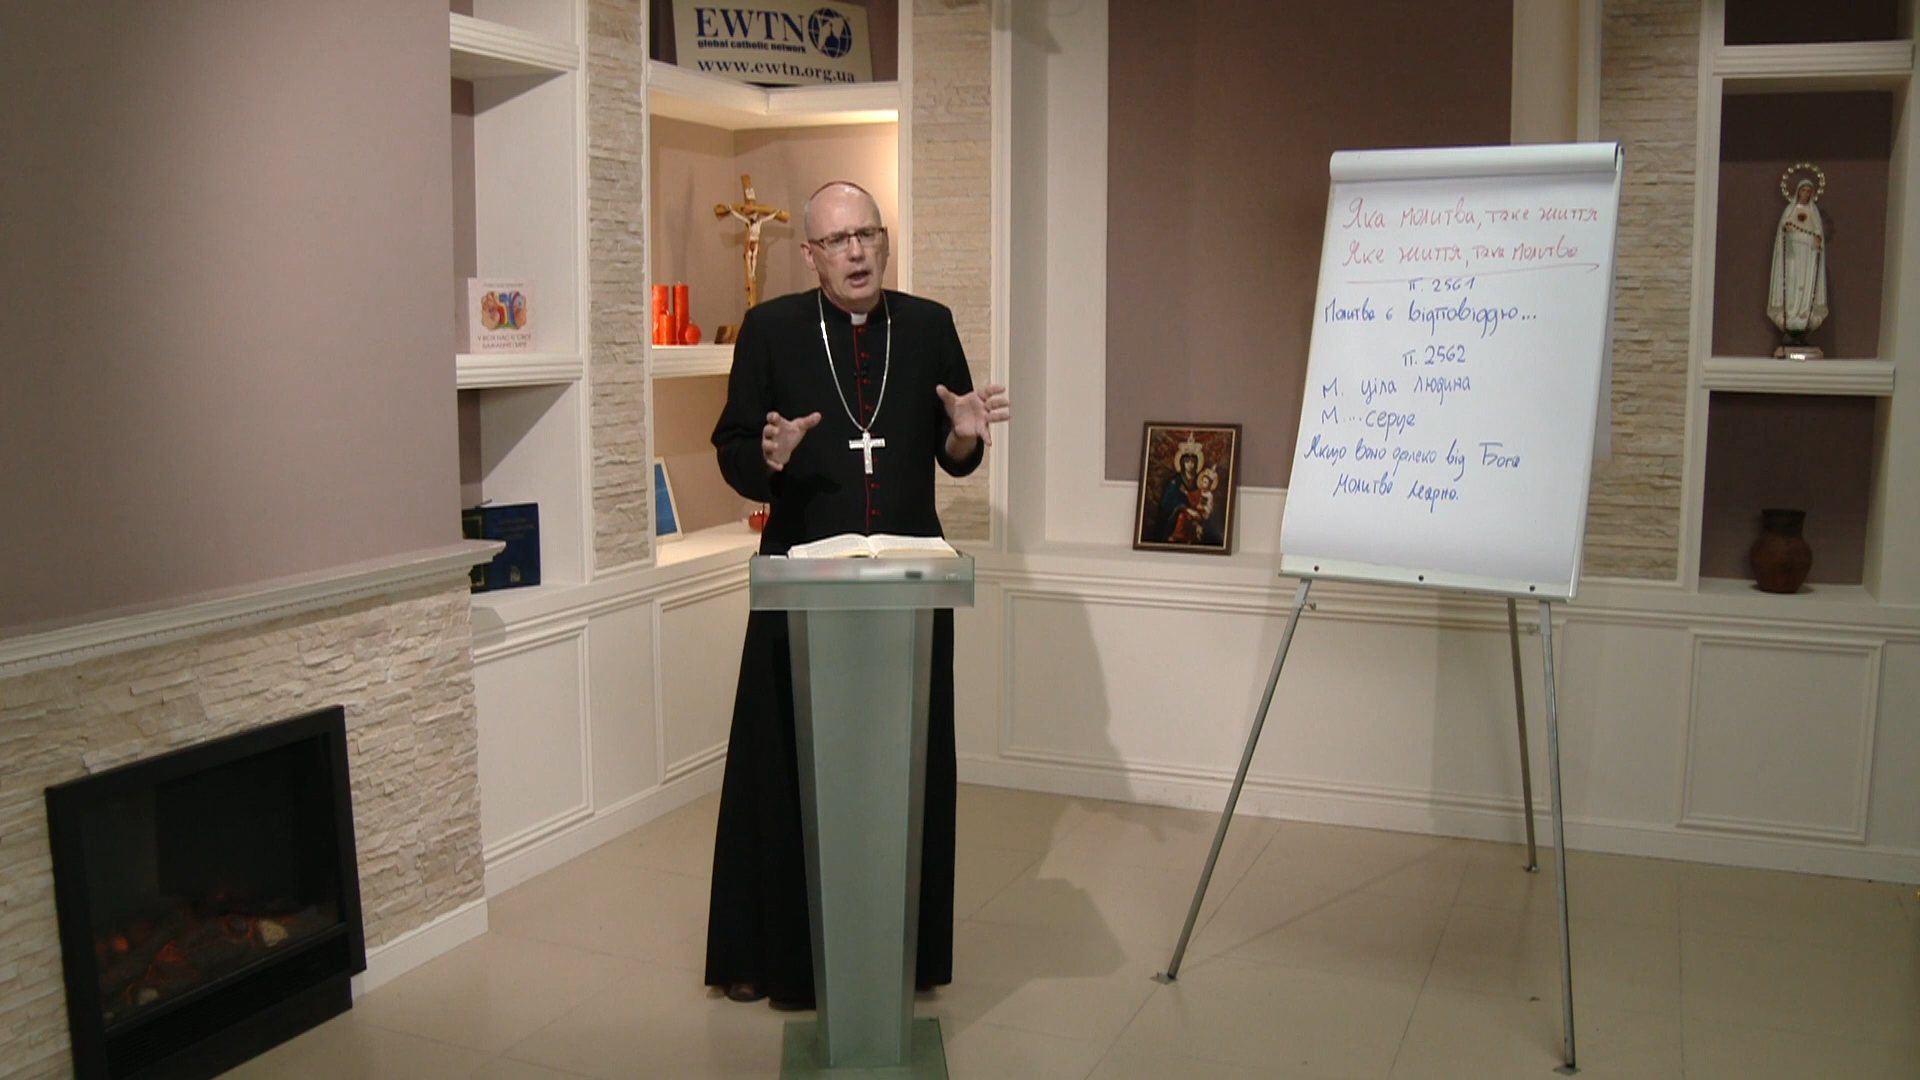 EWTN
global catholic network
www.ewtn.org.ua
Яка молитва, таке життя
Яке життя, така молитва
п. 2561
Молитва є відповіддю...
п. 2562
М. ціла людина
М.... серце
Якщо воно далеко від Бога
Молитва марна.